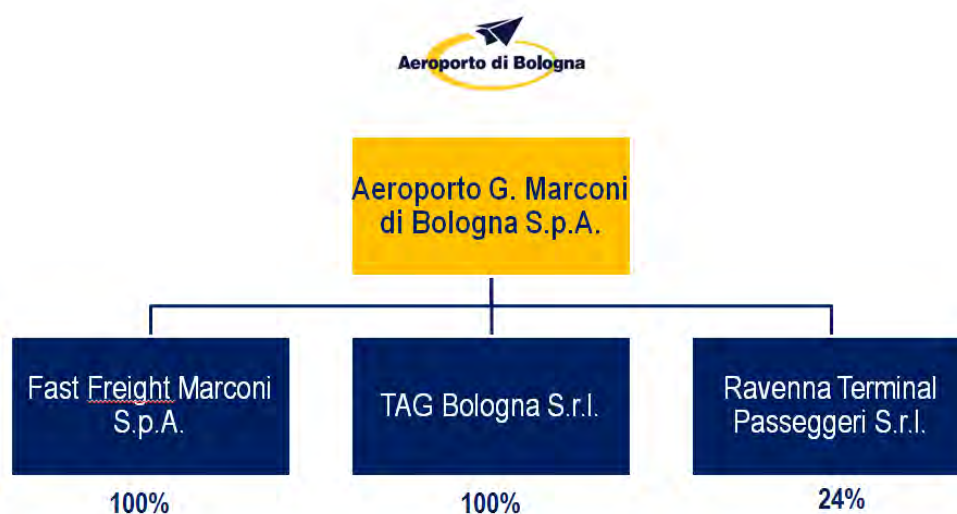 Aeroporto di Bologna
Aeroporto G. Marconi
di Bologna S.p.A.
Fast Freight Marconi
S.p.A.
TAG Bologna S.r.l.
Ravenna Terminal
Passeggeri S.r.l.
100%
100%
24%